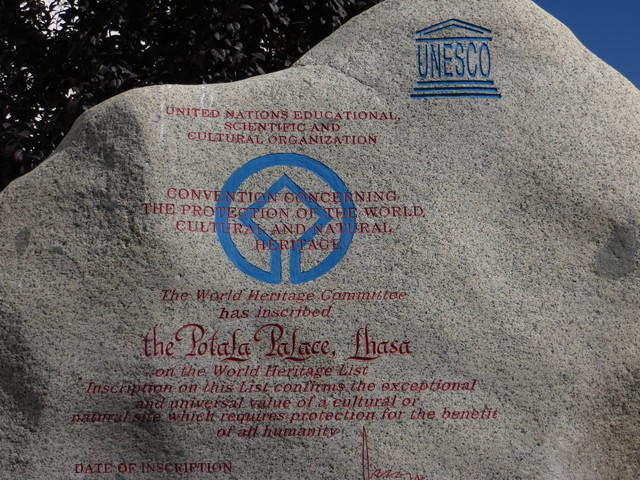 UNESCO
UNITED NATIONS EDUCATIONAL,
SCIENTIFIC AND
CULTURAL ORGANIZATION
CONVENTION CONCERNING
THE PROTECTION OF THE WORLD
CULTURAL AND NATURAL
HERITAGE
The World Heritage Committee
has inscribed
the Potala Palace, Lhasa
on the World Heritage List
Inscription on this List confirms the exceptional
and universal value of a cultural or
natural site which requires protection for the benefit
of all humanity
DATE OF INSCRIPTION